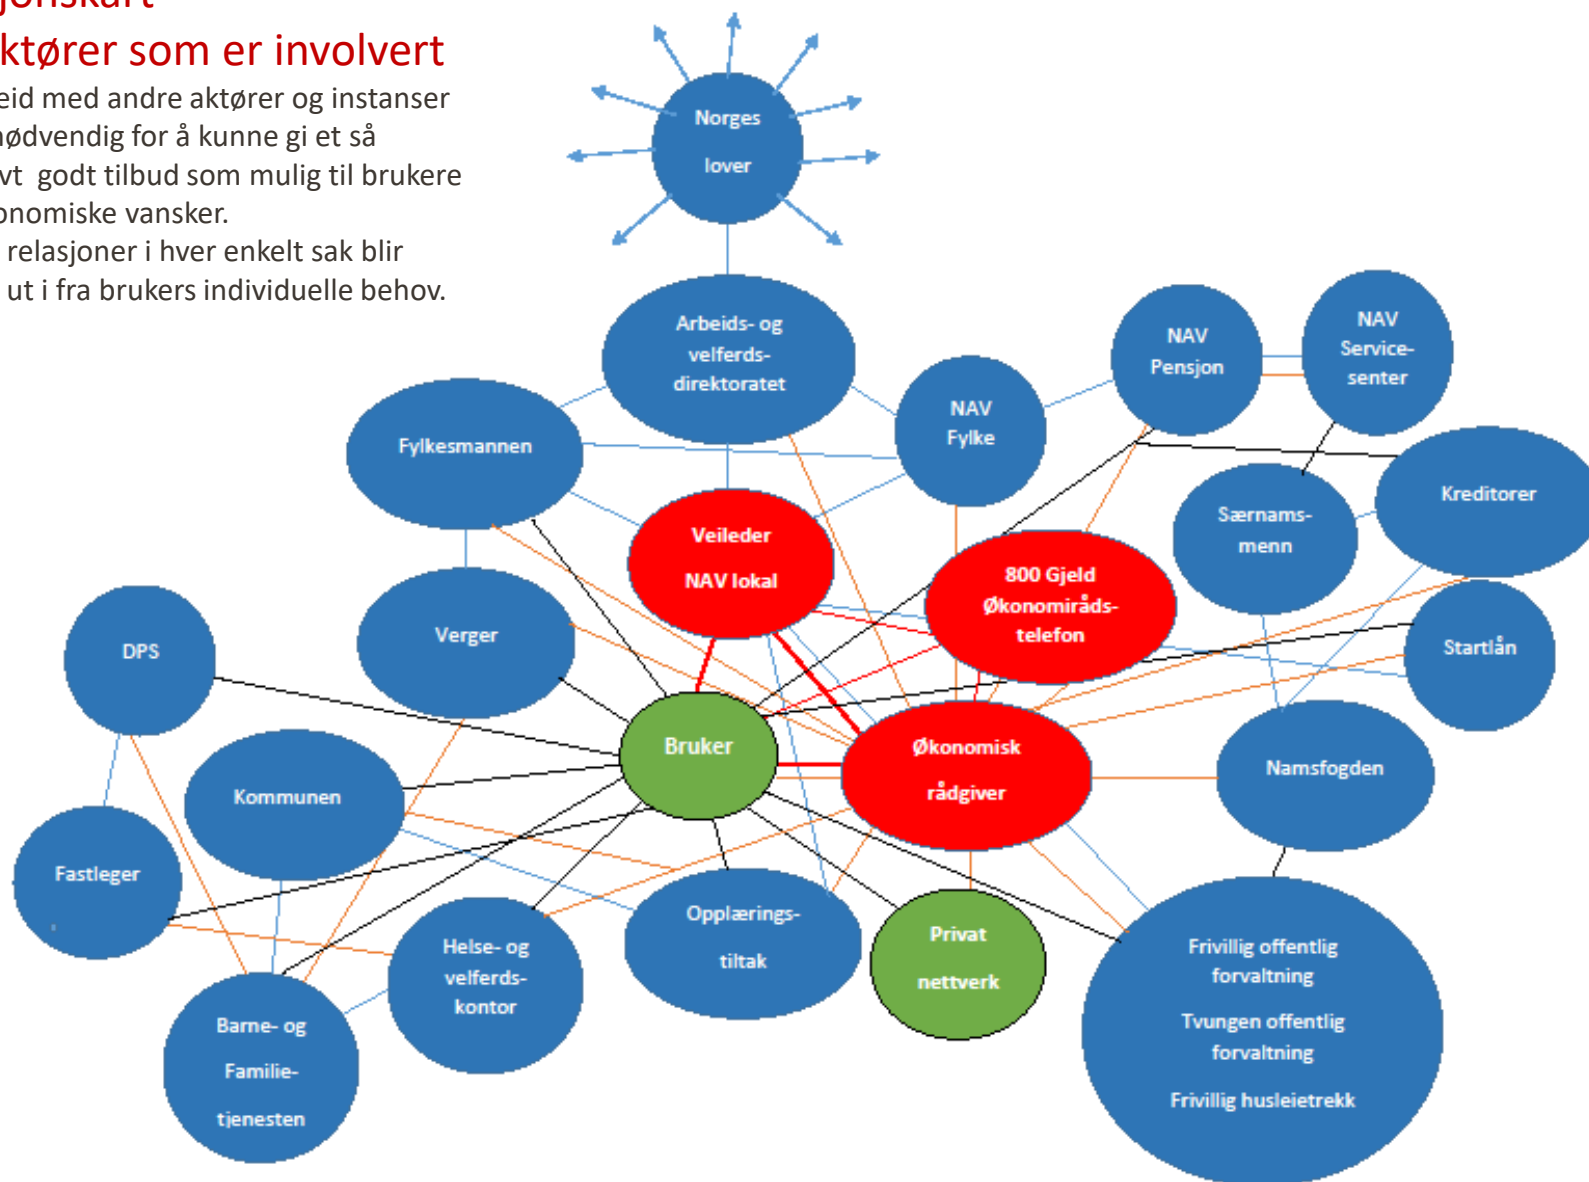 jonskart
ktører som er involvert
eid med andre aktører og instanser
nødvendig for å kunne gi et så
vt godt tilbud som mulig til brukere
onomiske vansker.
relasjoner i hver enkelt sak blir
ut i fra brukers individuelle behov.
Norges
lover
Arbeids- og
velferds-
direktoratet
NAV
Pensjon
NAV
Service-
senter
NAV
Fylke
Fylkesmannen
Kreditorer
Særnams-
menn
Veileder
NAV lokal
800 Gjeld
Økonomiråds-
telefon
Verger
DPS
Startlån
Bruker
Økonomisk
rådgiver
Namsfogden
Kommunen
Fastleger
Opplærings-
tiltak
Privat
nettverk
Helse- og
velferds-
kontor
Frivillig offentlig
forvaltning
Tvungen offentlig
forvaltning
Frivillig husleietrekk
Barne- og
Familie-
tjenesten